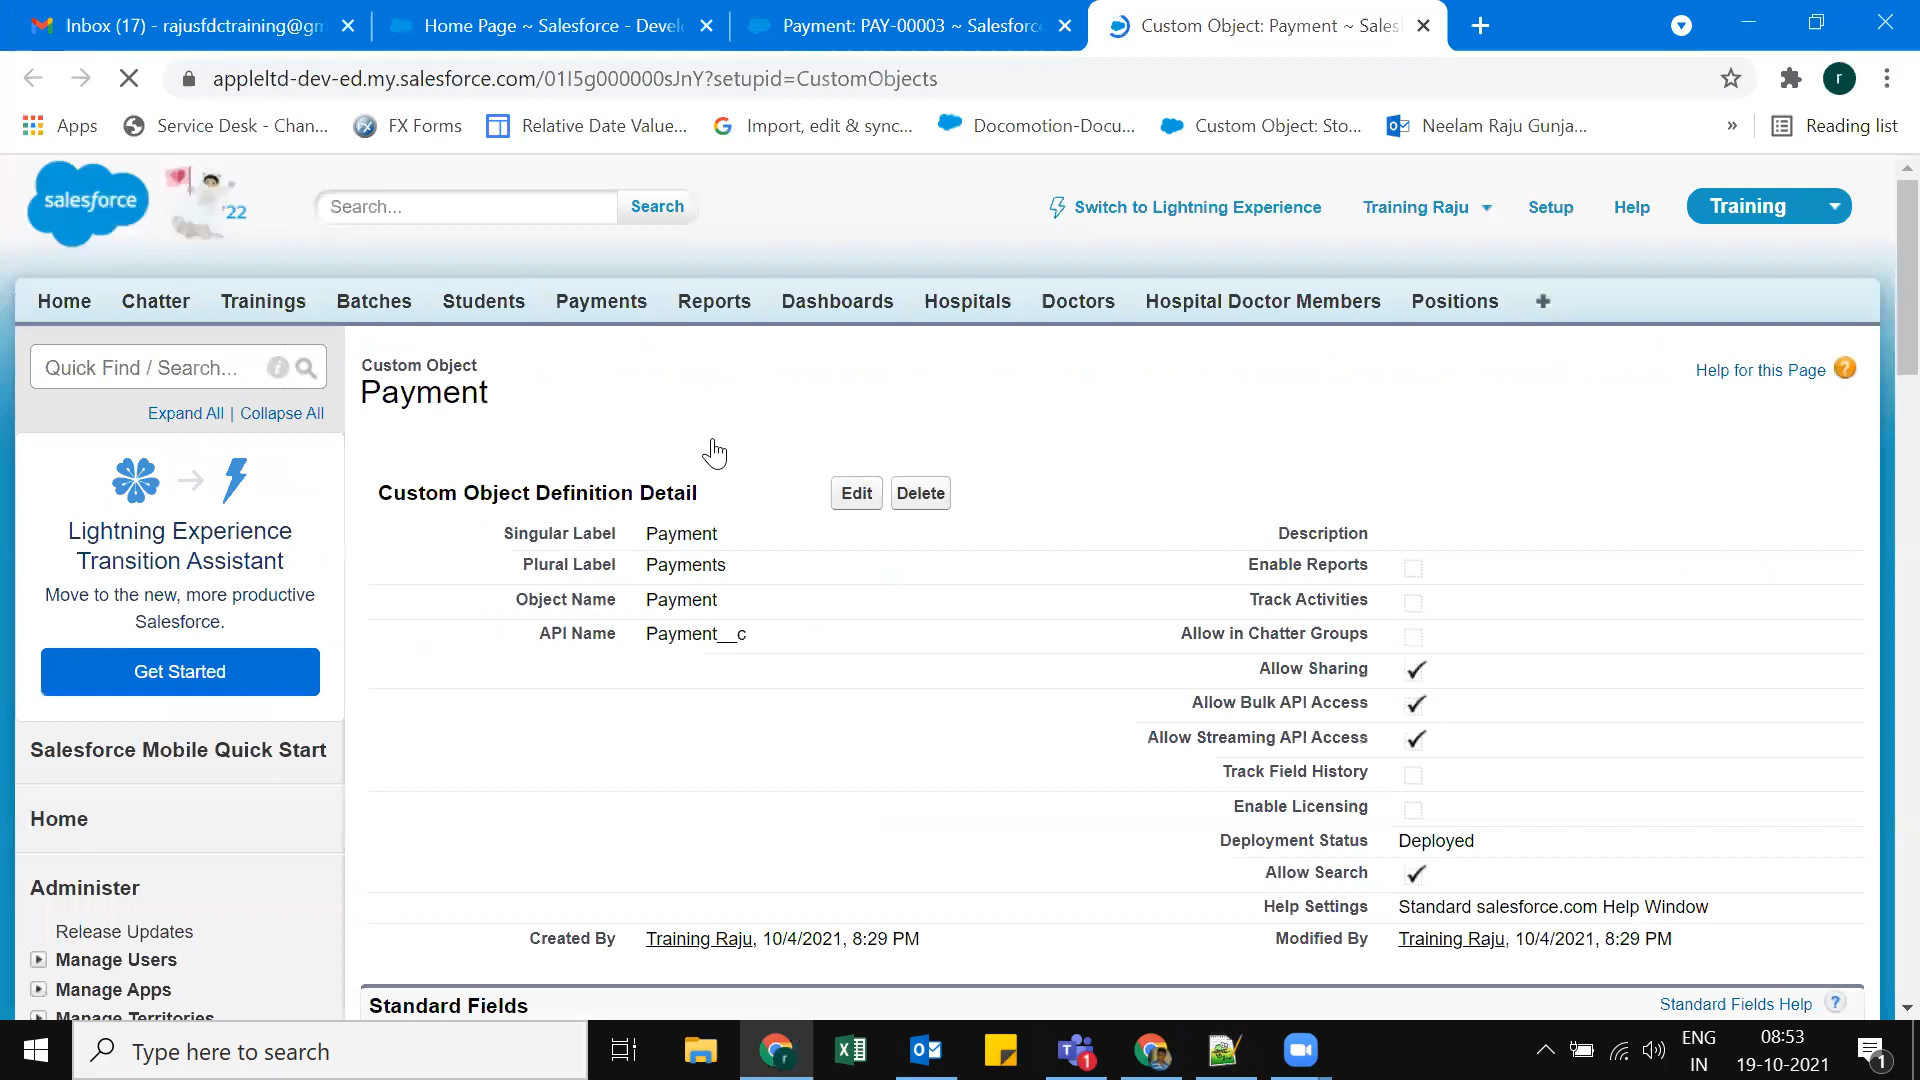 Inbox (17) - rajusfdctraining@gm
Home Page ~ Salesforce - Devel
Payment: PAY-00003 ~ Salesforc
Custom Object: Payment ~ Sales
appleltd-dev-ed.my.salesforce.com/01I5g000000sJnY?setupid=CustomObjects
r
Apps
Service Desk - Chan...
FX Forms
Relative Date Value...
Import, edit & sync...
Docomotion-Docu...
Custom Object: Sto...
Neelam Raju Gunja...
»
Reading list
salesforce
'22
Search...
Search
Switch to Lightning Experience
Training Raju
Setup
Help
Training
Home
Chatter
Trainings
Batches
Students
Payments
Reports
Dashboards
Hospitals
Doctors
Hospital Doctor Members
Positions
Quick Find / Search...
Expand All | Collapse All
Lightning Experience
Transition Assistant
Move to the new, more productive
Salesforce.
Get Started
Salesforce Mobile Quick Start
Home
Administer
Release Updates
Manage Users
Manage Apps
Manage Territories
Custom Object
Payment
Help for this Page
Custom Object Definition Detail
Edit
Delete
Singular Label Payment
Description
Plural Label Payments
Enable Reports
Object Name Payment
Track Activities
API Name Payment__c
Allow in Chatter Groups
Allow Sharing
Allow Bulk API Access
Allow Streaming API Access
Track Field History
Enable Licensing
Deployment Status Deployed
Allow Search
Help Settings Standard salesforce.com Help Window
Created By Training Raju, 10/4/2021, 8:29 PM
Modified By Training Raju, 10/4/2021, 8:29 PM
Standard Fields
Standard Fields Help ?
Type here to search
1
ENG
IN
08:53
19-10-2021
1